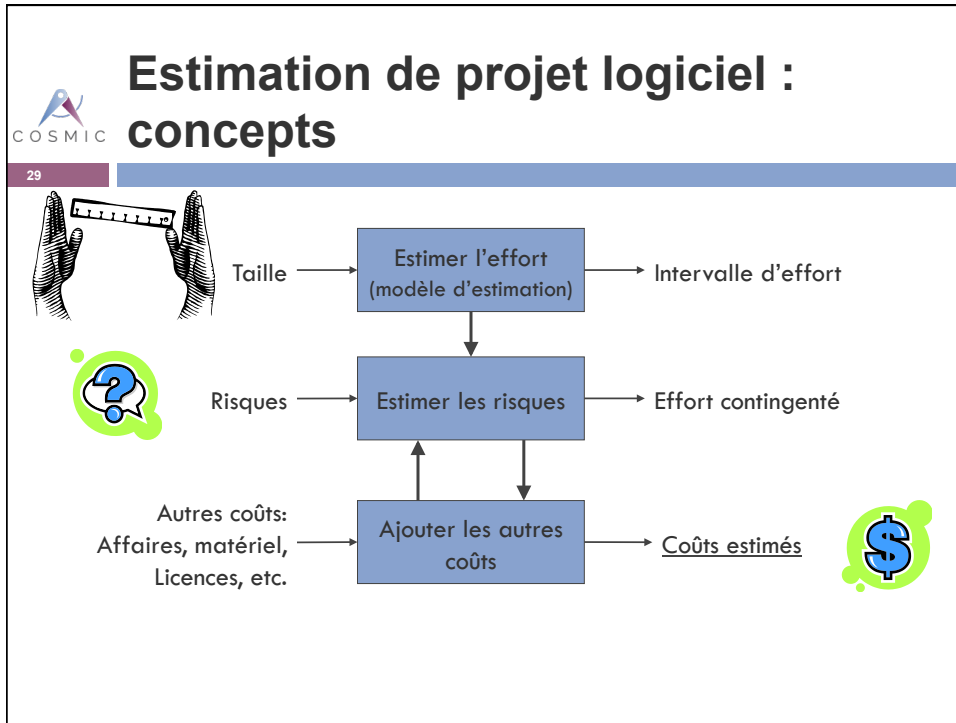 Estimation de projet logiciel :
concepts
COSMIC
29
Taille
Estimer l’effort
(modèle d’estimation)
Intervalle d’effort
Risques
Estimer les risques
Effort contingenté
Autres coûts:
Affaires, matériel,
Licences, etc.
Ajouter les autres
coûts
Coûts estimés
?
$